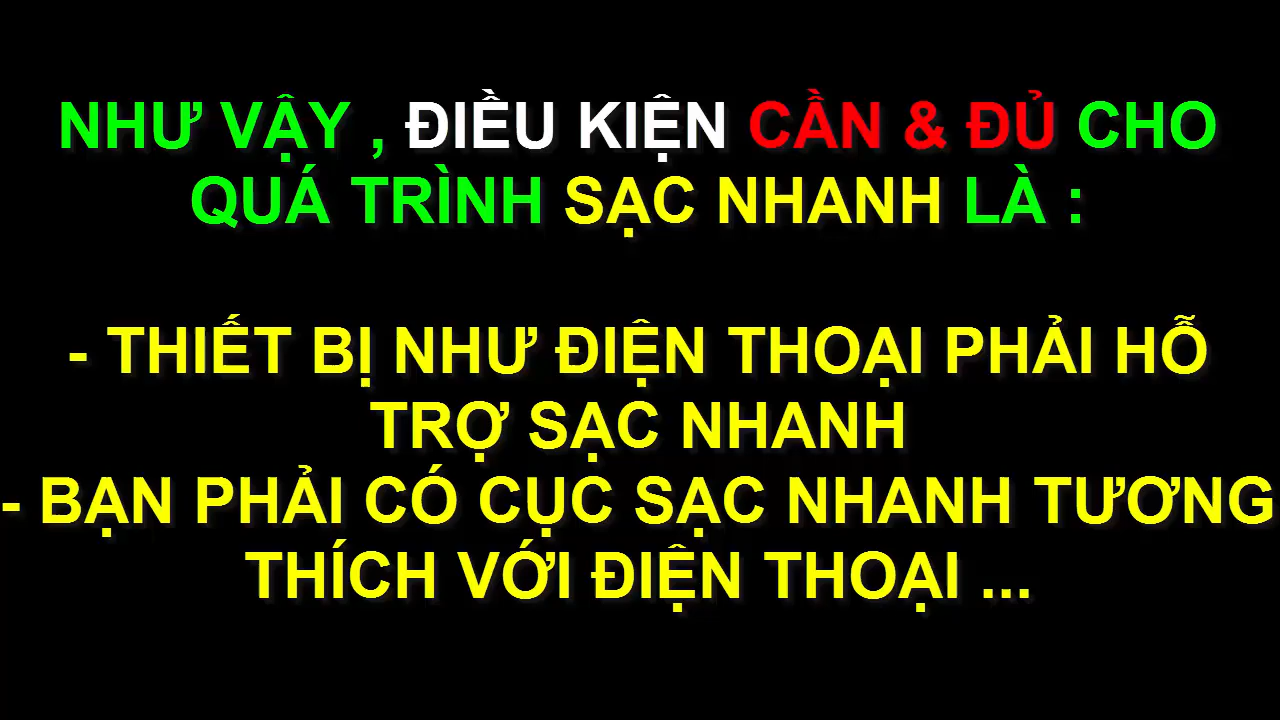 NHƯ VẬY , ĐIỀU KIỆN CẦN & ĐỦ CHO
QUÁ TRÌNH SẠC NHANH LÀ :
- THIẾT BỊ NHƯ ĐIỆN THOẠI PHẢI HỖ
TRỢ SẠC NHANH
- BẠN PHẢI CÓ CỤC SẠC NHANH TƯƠNG
THÍCH VỚI ĐIỆN THOẠI ...